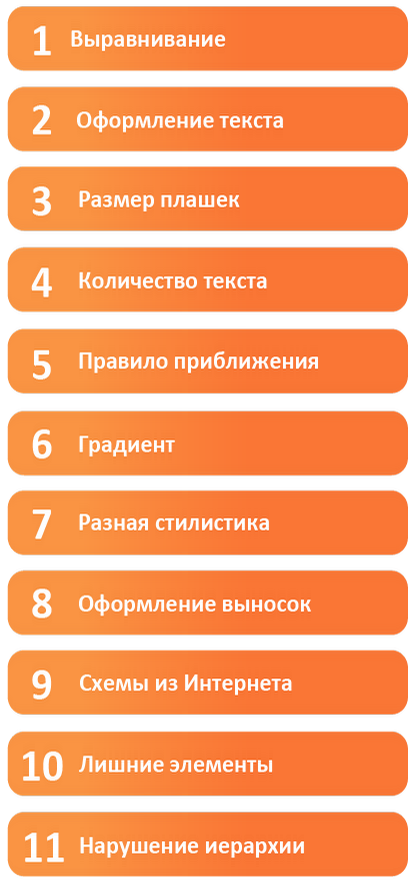 1 Выравнивание
2 Оформление текста
3 Размер плашек
4 Количество текста
5 Правило приближения
6 Градиент
7 Разная стилистика
8 Оформление выносок
9 Схемы из Интернета
10 Лишние элементы
11 Нарушение иерархии